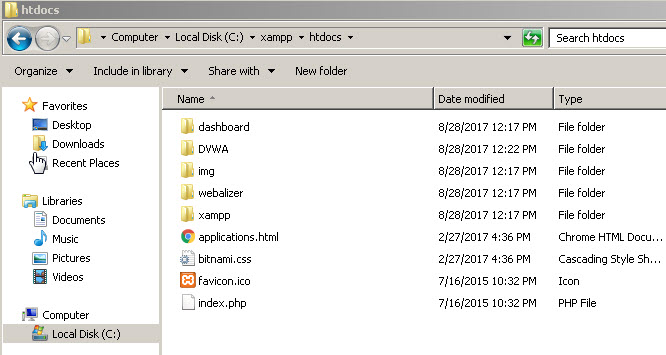 htdocs
Computer Local Disk (C:) xampp htdocs Search htdocs
Organize Include in library Share with New folder
Name Date modified Type
Favorites
Desktop
Downloads
Recent Places
Libraries
Documents
Music
Pictures
Videos
Computer
Local Disk (C:)
dashboard 8/28/2017 12:17 PM File folder
DVWA 8/28/2017 12:22 PM File folder
img 8/28/2017 12:17 PM File folder
webalizer 8/28/2017 12:17 PM File folder
xampp 8/28/2017 12:17 PM File folder
applications.html 2/27/2017 4:36 PM Chrome HTML Docu...
bitnami.css 2/27/2017 4:36 PM Cascading Style Sh...
favicon.ico 7/16/2015 10:32 PM Icon
index.php 7/16/2015 10:32 PM PHP File